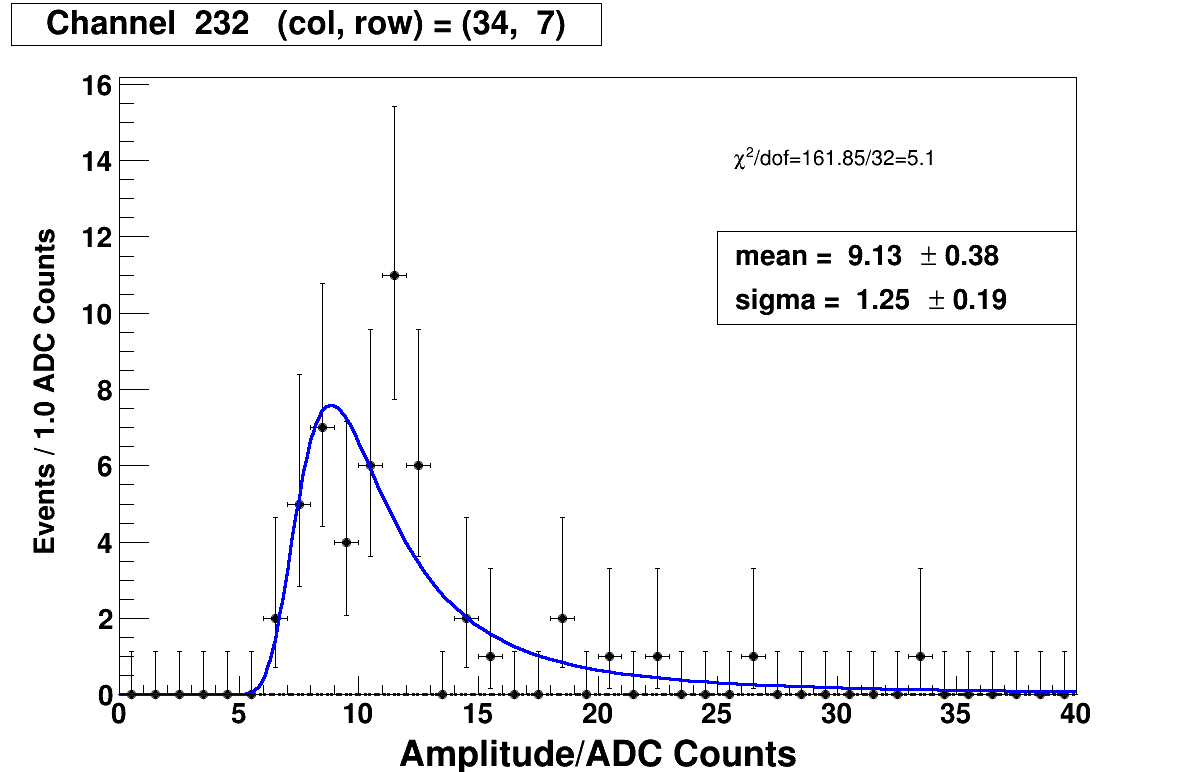 Channel 232 (col, row) = (34, 7)
16
14
12
10
8
6
4
2
0
Events / 1.0 ADC Counts
χ²/dof=161.85/32=5.1
mean = 9.13 ± 0.38
sigma = 1.25 ± 0.19
0 5 10 15 20 25 30 35 40
Amplitude/ADC Counts